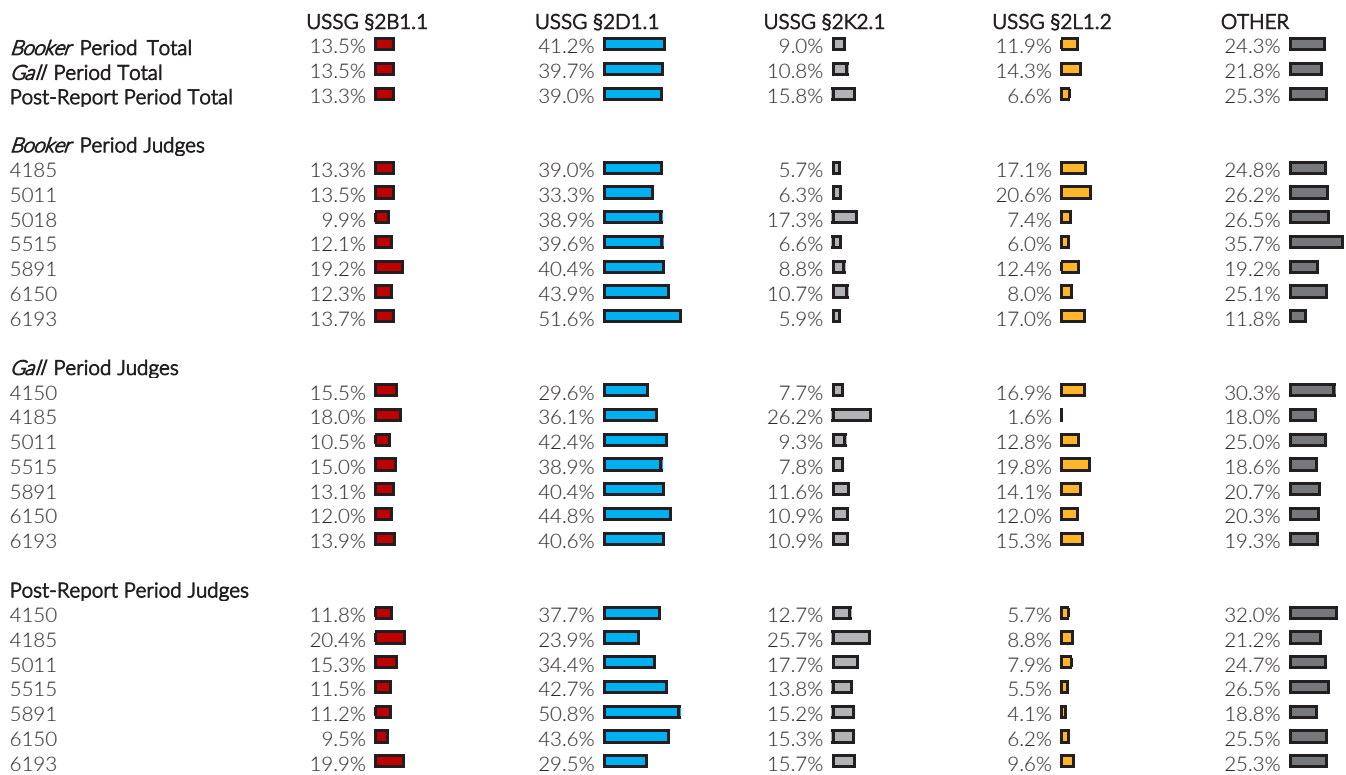 USSG §2B1.1 USSG §2D1.1 USSG §2K2.1 USSG §2L1.2 OTHER
Booker Period Total 13.5% 41.2% 9.0% 11.9% 24.3%
Gall Period Total 13.5% 39.7% 10.8% 14.3% 21.8%
Post-Report Period Total 13.3% 39.0% 15.8% 6.6% 25.3%
Booker Period Judges
4185 13.3% 39.0% 5.7% 17.1% 24.8%
5011 13.5% 33.3% 6.3% 20.6% 26.2%
5018 9.9% 38.9% 17.3% 7.4% 26.5%
5515 12.1% 39.6% 6.6% 6.0% 35.7%
5891 19.2% 40.4% 8.8% 12.4% 19.2%
6150 12.3% 43.9% 10.7% 8.0% 25.1%
6193 13.7% 51.6% 5.9% 17.0% 11.8%
Gall Period Judges
4150 15.5% 29.6% 7.7% 16.9% 30.3%
4185 18.0% 36.1% 26.2% 1.6% 18.0%
5011 10.5% 42.4% 9.3% 12.8% 25.0%
5515 15.0% 38.9% 7.8% 19.8% 18.6%
5891 13.1% 40.4% 11.6% 14.1% 20.7%
6150 12.0% 44.8% 10.9% 12.0% 20.3%
6193 13.9% 40.6% 10.9% 15.3% 19.3%
Post-Report Period Judges
4150 11.8% 37.7% 12.7% 5.7% 32.0%
4185 20.4% 23.9% 25.7% 8.8% 21.2%
5011 15.3% 34.4% 17.7% 7.9% 24.7%
5515 11.5% 42.7% 13.8% 5.5% 26.5%
5891 11.2% 50.8% 15.2% 4.1% 18.8%
6150 9.5% 43.6% 15.3% 6.2% 25.5%
6193 19.9% 29.5% 15.7% 9.6% 25.3%